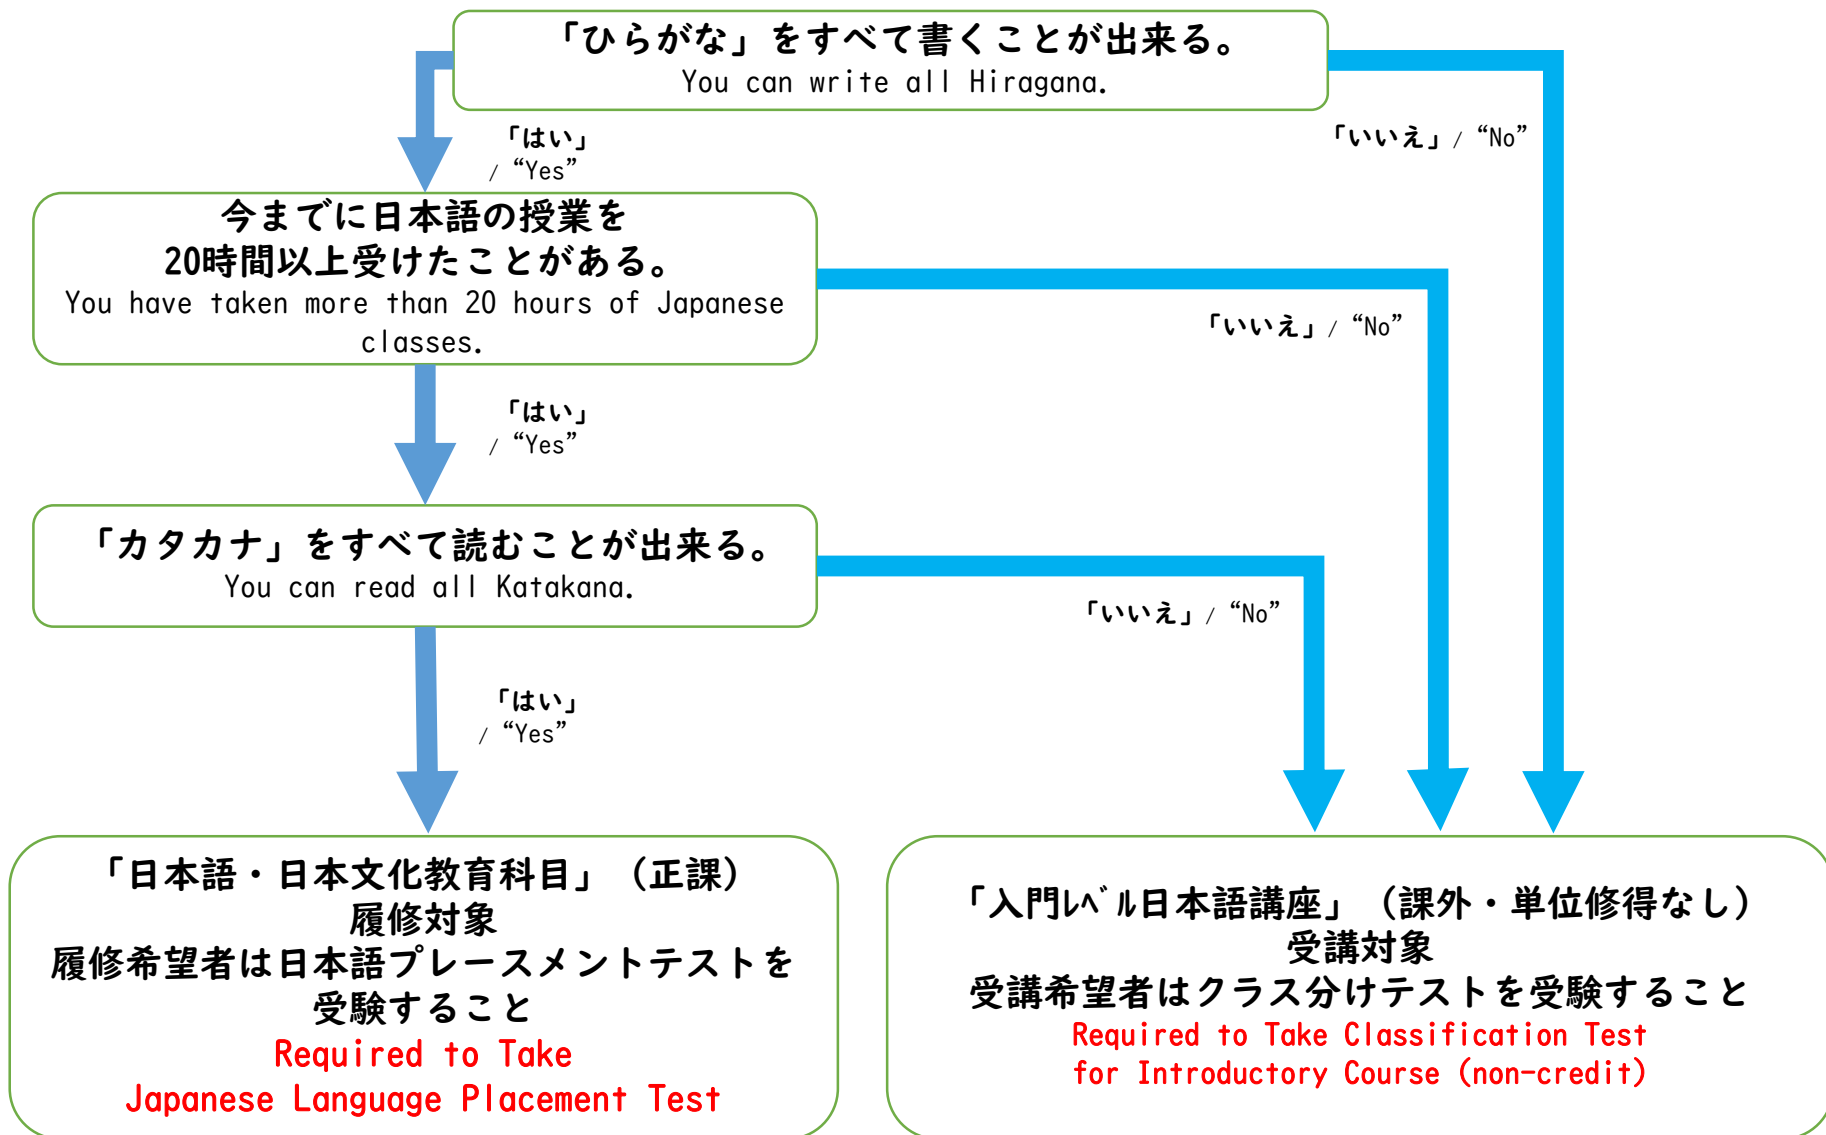 「ひらがな」をすべて書くことが出来る。
You can write all Hiragana.
「はい」
/ “Yes”
「いいえ」/ “No”
今までに日本語の授業を
20時間以上受けたことがある。
You have taken more than 20 hours of Japanese
classes.
「いいえ」/ “No”
「はい」
/ “Yes”
「カタカナ」をすべて読むことが出来る。
You can read all Katakana.
「いいえ」/ “No”
「はい」
/ “Yes”
「日本語・日本文化教育科目」（正課）
履修対象
履修希望者は日本語プレースメントテストを
受験すること
Required to Take
Japanese Language Placement Test
「入門ﾚﾍﾞﾙ日本語講座」（課外・単位修得なし）
受講対象
受講希望者はクラス分けテストを受験すること
Required to Take Classification Test
for Introductory Course (non-credit)